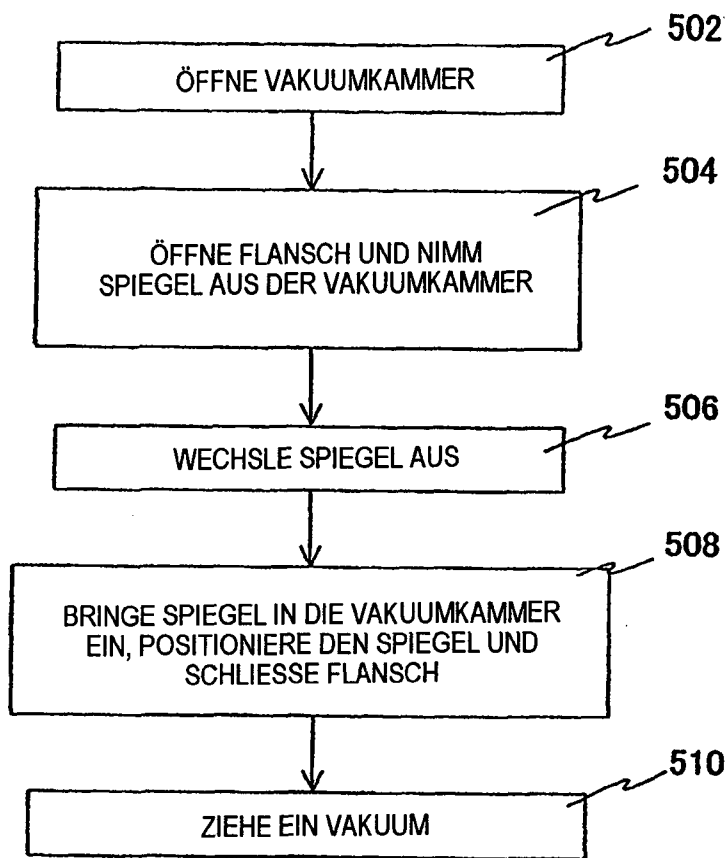 502
ÖFFNE VAKUUMKAMMER
504
ÖFFNE FLANSCH UND NIMM
SPIEGEL AUS DER VAKUUMKAMMER
506
WECHSLE SPIEGEL AUS
508
BRINGE SPIEGEL IN DIE VAKUUMKAMMER
EIN, POSITIONIERE DEN SPIEGEL UND
SCHLIESSE FLANSCH
510
ZIEHE EIN VAKUUM